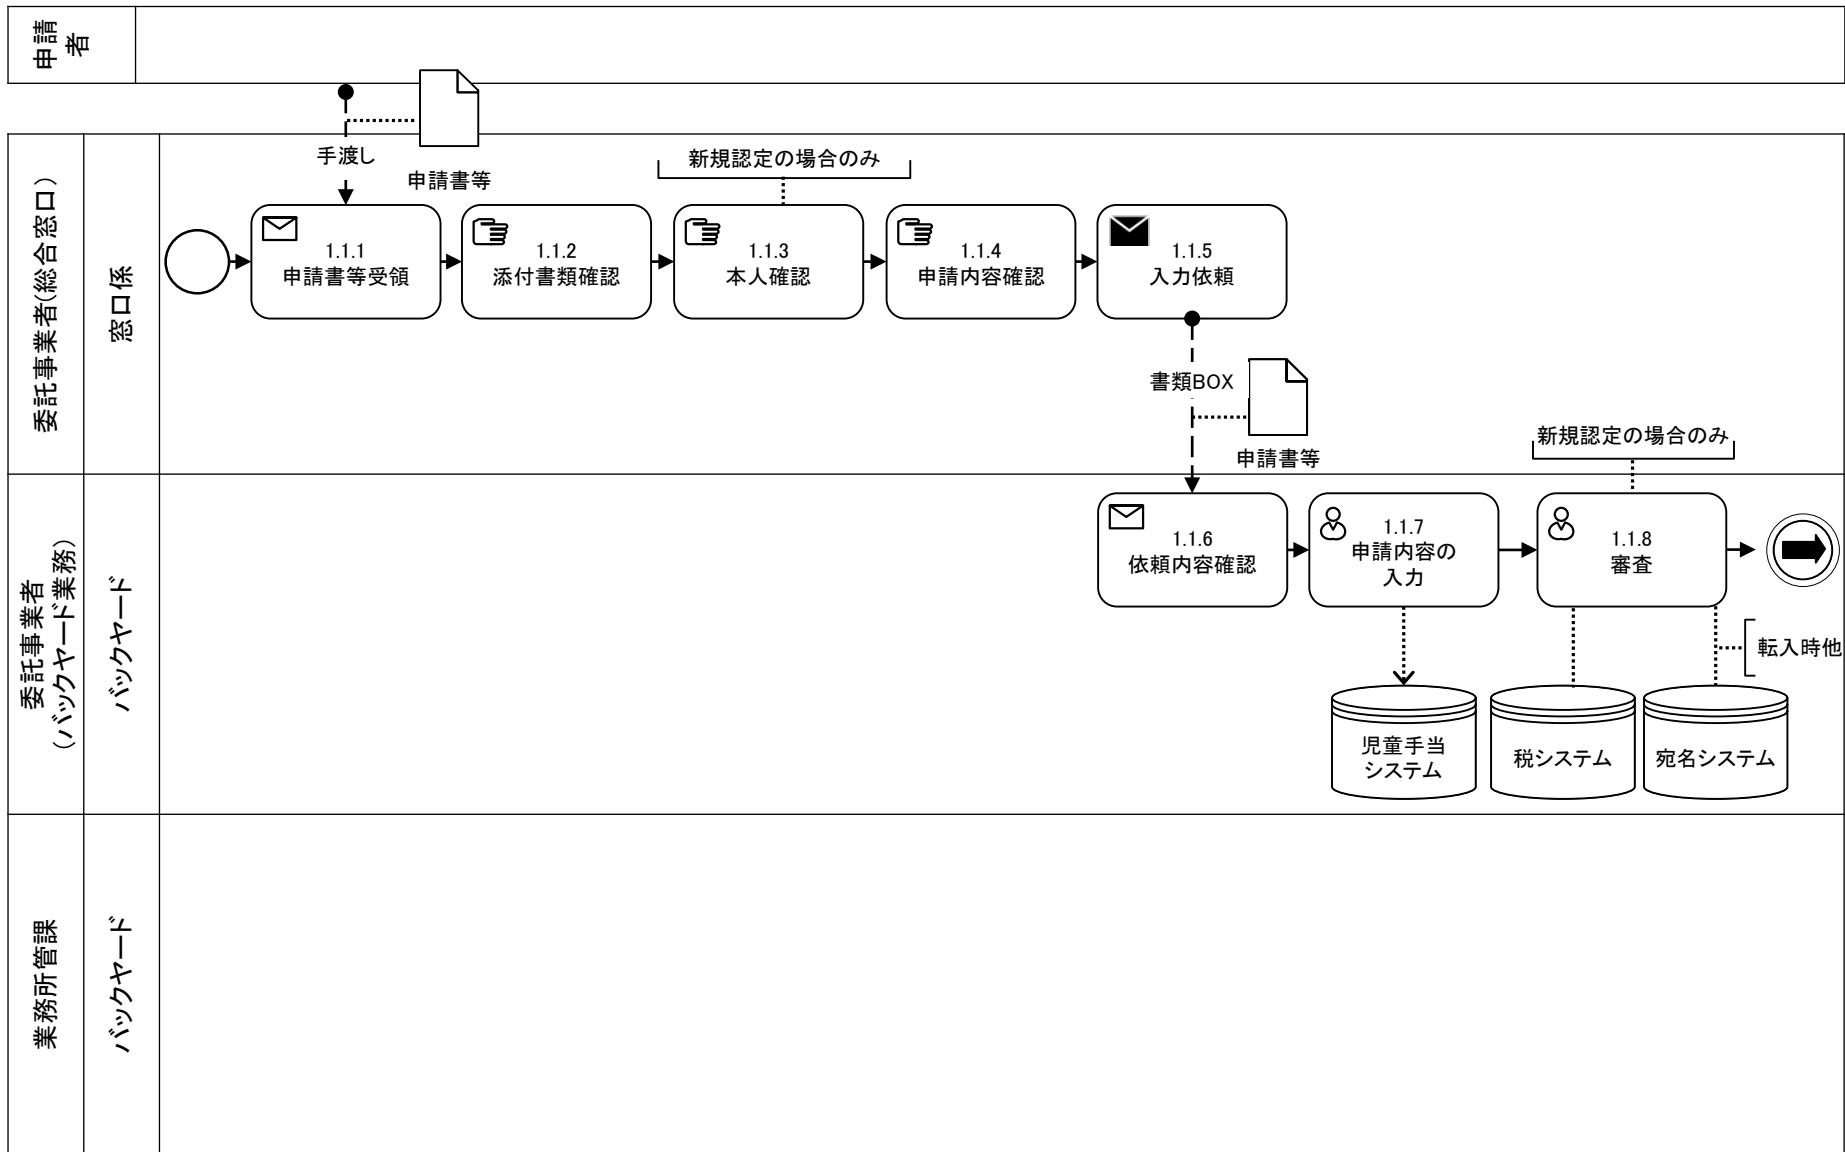 申請
者
手渡し
申請書等
新規認定の場合のみ
委託事業者(総合窓口)
窓口係
1.1.1
申請書等受領
1.1.2
添付書類確認
1.1.3
本人確認
1.1.4
申請内容確認
1.1.5
入力依頼
書類BOX
申請書等
新規認定の場合のみ
委託事業者
(バックヤード業務)
バックヤード
1.1.6
依頼内容確認
1.1.7
申請内容の
入力
1.1.8
審査
転入時他
児童手当
システム
税システム
宛名システム
業務所管課
バックヤード